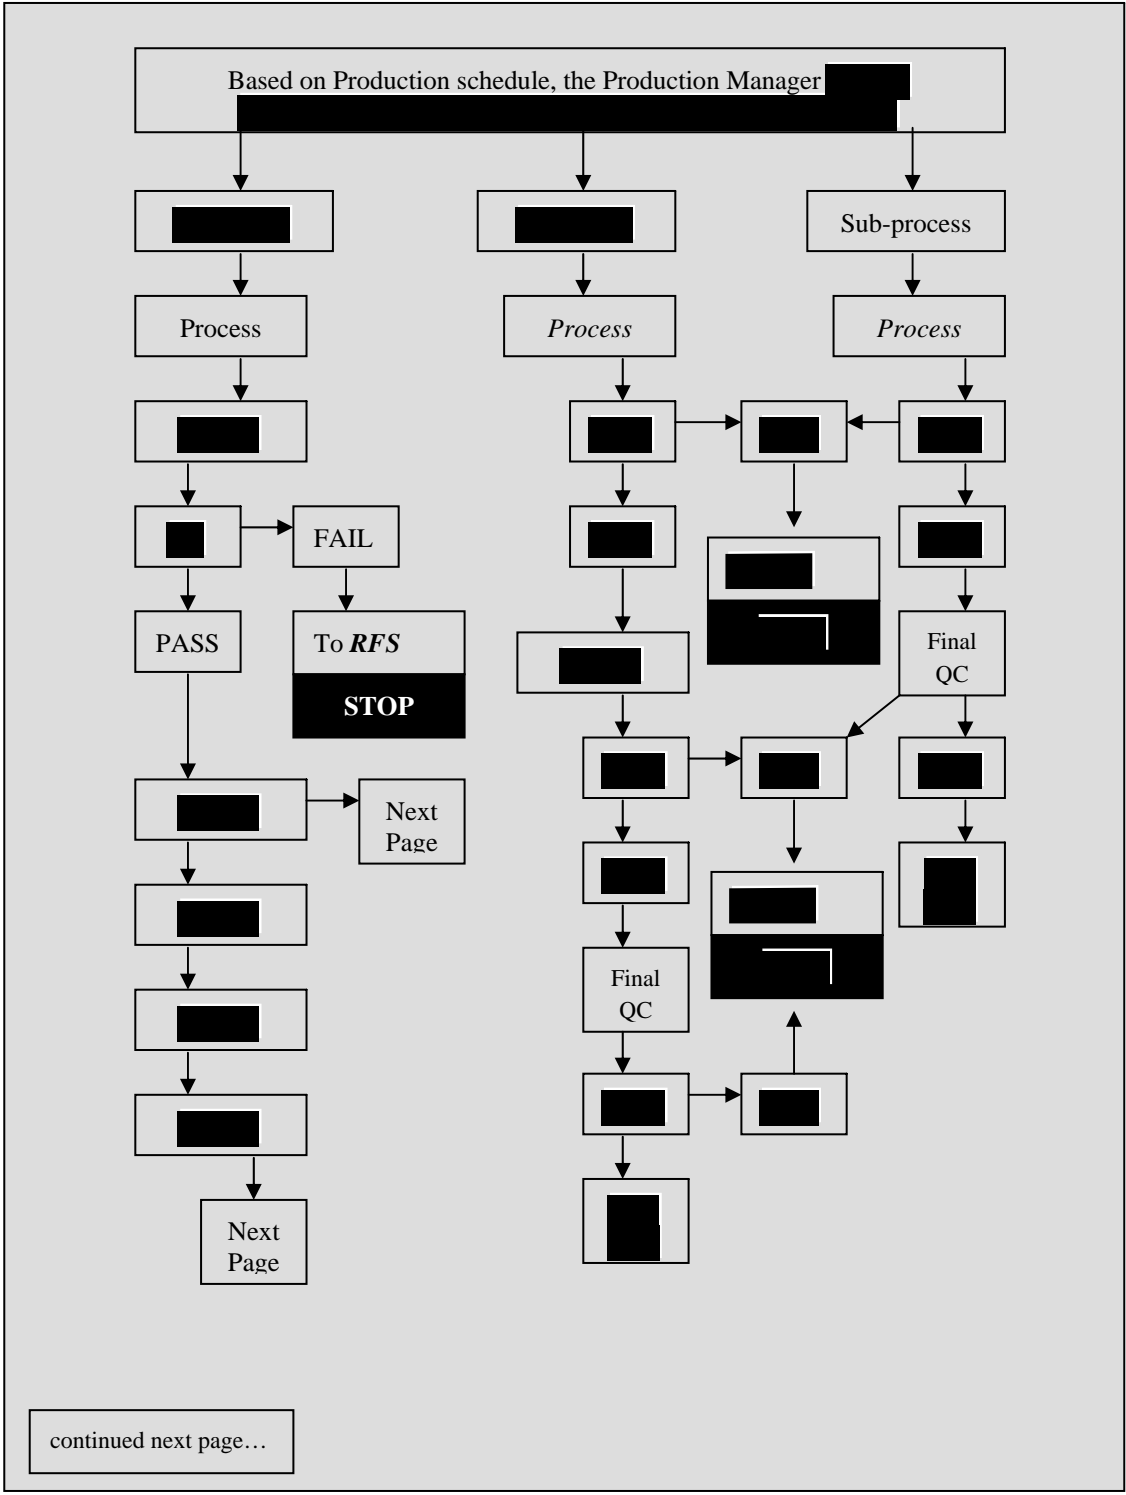 Based on Production schedule, the Production Manager
Sub-process
Process
Process
Process
FAIL
PASS
To RFS
STOP
Final
QC
Next
Page
Final
QC
Next
Page
continued next page…